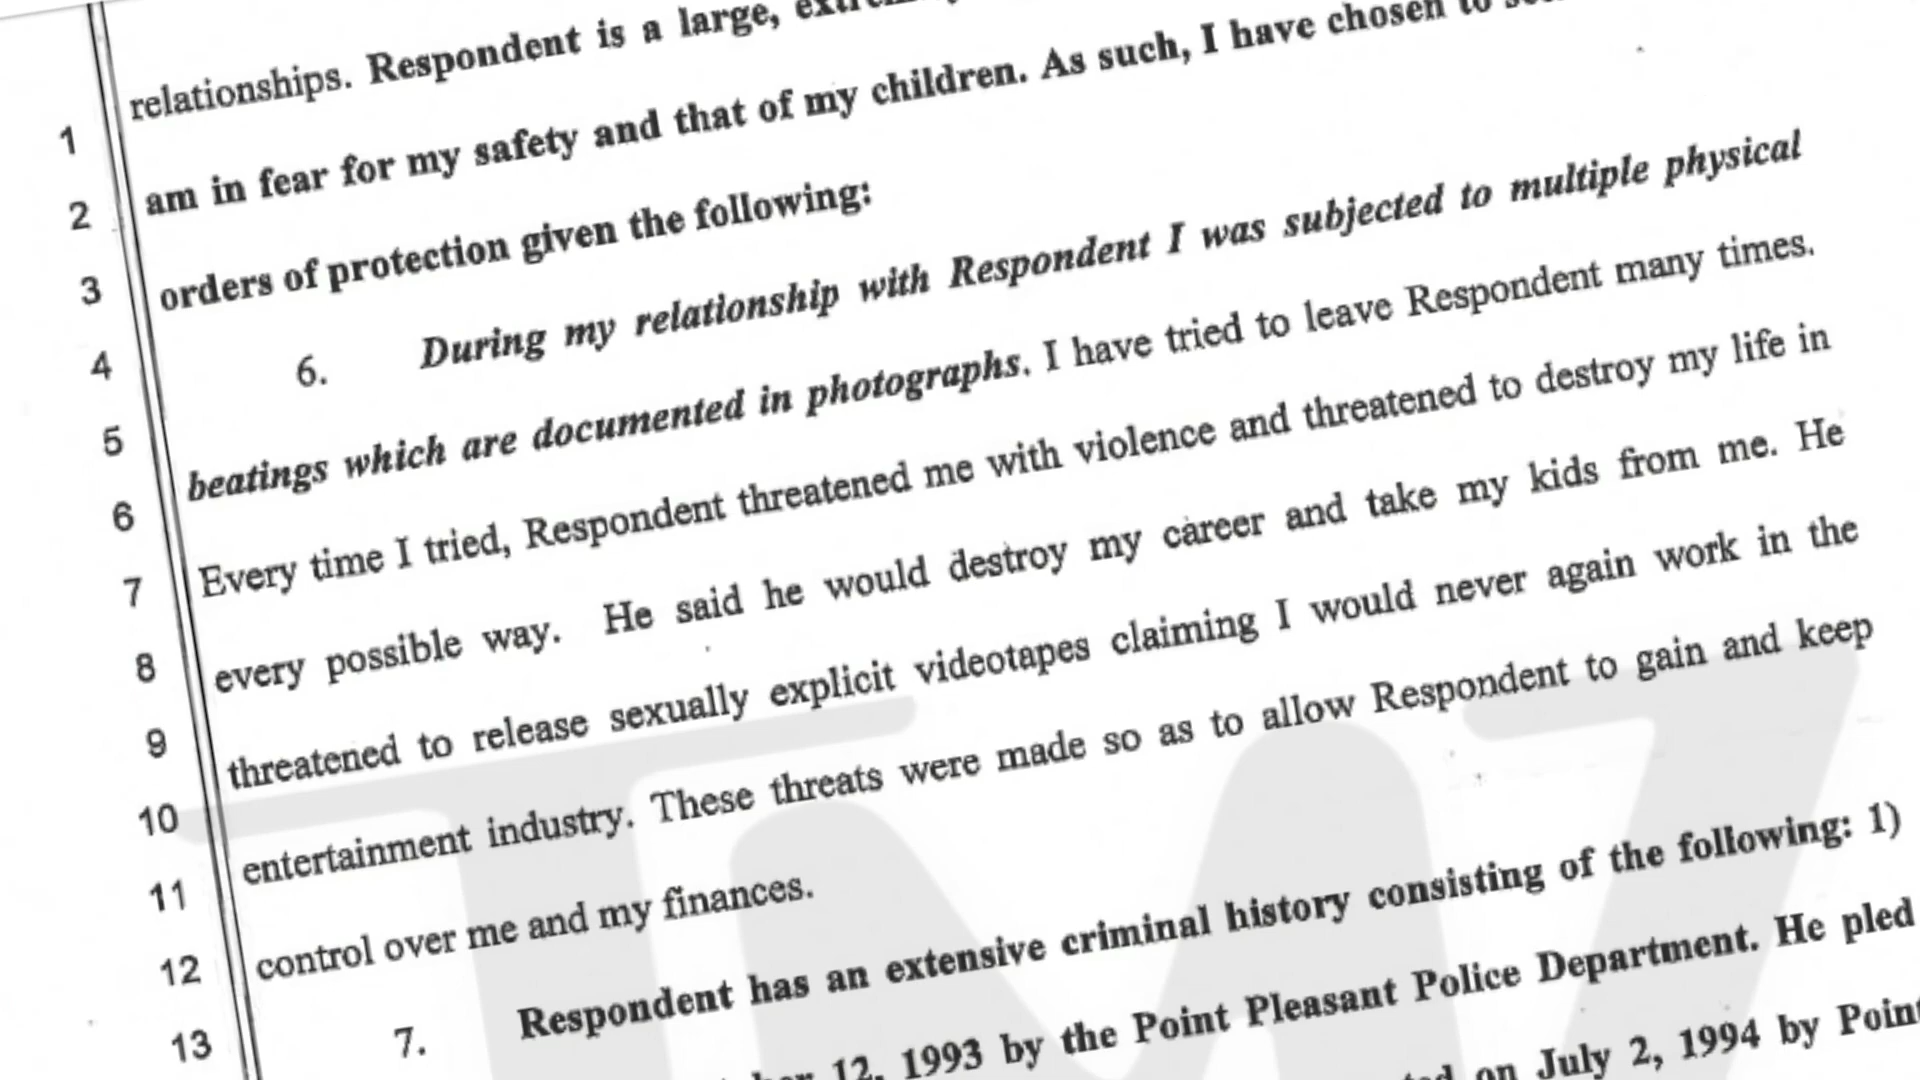 relationships. Respondent is a large,
1 am in fear for my safety and that of my children. As such, I have chosen to
2 orders of protection given the following:
3 6. During my relationship with Respondent I was subjected to multiple physical
4 beatings which are documented in photographs. I have tried to leave Respondent many times.
5 Every time I tried, Respondent threatened me with violence and threatened to destroy my life in
6 every possible way. He said he would destroy my career and take my kids from me. He
7 threatened to release sexually explicit videotapes claiming I would never again work in the
8 entertainment industry. These threats were made so as to allow Respondent to gain and keep
9 control over me and my finances.
10 7. Respondent has an extensive criminal history consisting of the following: 1)
11 12, 1993 by the Point Pleasant Police Department. He pled
12 on July 2, 1994 by Point
13
TMZ